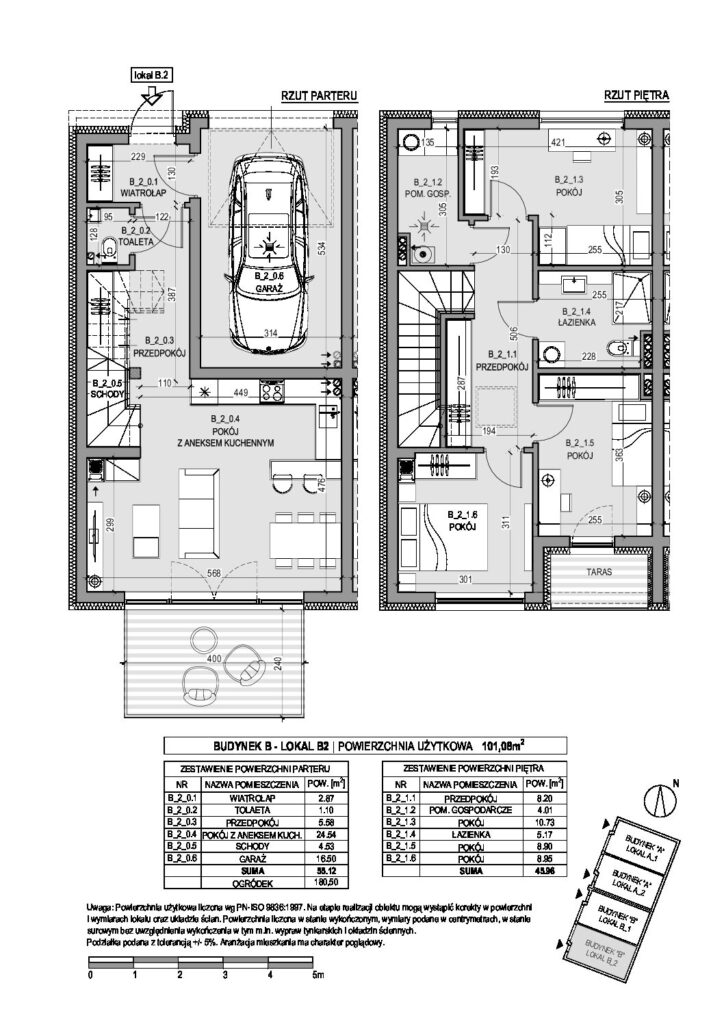 lokal B.2
RZUT PARTERU
229
130
B_2_0.1
WIATROŁAP
95
122
128
B_2_0.2
TOALETA
387
534
B_2_0.6
GARAŻ
314
B_2_0.3
PRZEDPOKÓJ
B_2_0.5
SCHODY
110
449
B_2_0.4
POKÓJ
Z ANEKSEM KUCHENNYM
476
299
568
400
240
RZUT PIĘTRA
135
421
B_2_1.2
POM. GOSP.
193
B_2_1.3
POKÓJ
305
305
112
130
255
B_2_1.4
ŁAZIENKA
255
217
506
228
B_2_1.1
PRZEDPOKÓJ
287
194
B_2_1.5
POKÓJ
363
B_2_1.6
POKÓJ
311
255
301
TARAS
BUDYNEK B - LOKAL B2 | POWIERZCHNIA UŻYTKOWA 101,08m²
ZESTAWIENIE POWIERZCHNI PARTERU
NR NAZWA POMIESZCZENIA POW. [m²]
B_2_0.1 WIATROŁAP 2.87
B_2_0.2 TOLAETA 1.10
B_2_0.3 PRZEDPOKÓJ 5.58
B_2_0.4 POKÓJ Z ANEKSEM KUCH. 24.54
B_2_0.5 SCHODY 4.53
B_2_0.6 GARAŻ 16.50
SUMA 55.12
OGRÓDEK 180,50
ZESTAWIENIE POWIERZCHNI PIĘTRA
NR NAZWA POMIESZCZENIA POW. [m²]
B_2_1.1 PRZEDPOKÓJ 8.20
B_2_1.2 POM. GOSPODARCZE 4.01
B_2_1.3 POKÓJ 10.73
B_2_1.4 ŁAZIENKA 5.17
B_2_1.5 POKÓJ 8.90
B_2_1.6 POKÓJ 8.95
SUMA 45.96
N
BUDYNEK "A"
LOKAL A_1
BUDYNEK "A"
LOKAL A_2
BUDYNEK "B"
LOKAL B_1
BUDYNEK "B"
LOKAL B_2
Uwaga: Powierzchnia użytkowa liczona wg PN-ISO 9836:1997. Na etapie realizacji obiektu mogą wystąpić korekty w powierzchni
i wymiarach lokalu oraz układzie ścian. Powierzchnia liczona w stanie wykończonym, wymiary podane w centymetrach, w stanie
surowym bez uwzględnienia wykończenia w tym m.in. wypraw tynkarskich i okładzin ściennych.
Podziałka podana z tolerancją +/- 5%. Aranżacja mieszkania ma charakter poglądowy.
0 1 2 3 4 5m